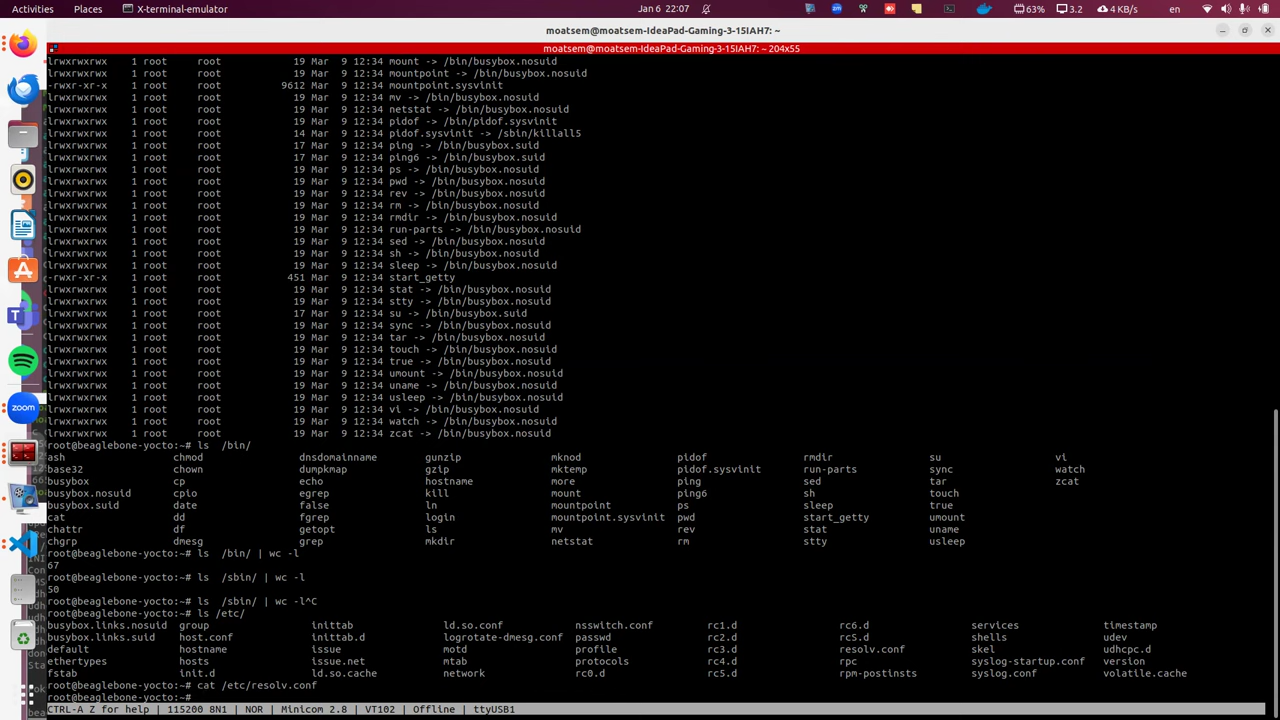 Activities X-terminal-emulator Jan 6 22:07 63% 3.2 4 KB/s en
moatsem@moatsem-IdeaPad-Gaming-3-15IAH7: ~
moatsem@moatsem-IdeaPad-Gaming-3-15IAH7: ~ 204x55
lrwxrwxrwx 1 root root 19 Mar 9 12:34 mount -> /bin/busybox.nosuid
lrwxrwxrwx 1 root root 19 Mar 9 12:34 mountpoint -> /bin/busybox.nosuid
-rwxr-xr-x 1 root root 9612 Mar 9 12:34 mountpoint.sysvinit
lrwxrwxrwx 1 root root 19 Mar 9 12:34 mv -> /bin/busybox.nosuid
lrwxrwxrwx 1 root root 19 Mar 9 12:34 netstat -> /bin/busybox.nosuid
lrwxrwxrwx 1 root root 19 Mar 9 12:34 pidof -> /bin/pidof.sysvinit
lrwxrwxrwx 1 root root 14 Mar 9 12:34 pidof.sysvinit -> /sbin/killall5
lrwxrwxrwx 1 root root 17 Mar 9 12:34 ping -> /bin/busybox.suid
lrwxrwxrwx 1 root root 17 Mar 9 12:34 ping6 -> /bin/busybox.suid
lrwxrwxrwx 1 root root 19 Mar 9 12:34 ps -> /bin/busybox.nosuid
lrwxrwxrwx 1 root root 19 Mar 9 12:34 pwd -> /bin/busybox.nosuid
lrwxrwxrwx 1 root root 19 Mar 9 12:34 rev -> /bin/busybox.nosuid
lrwxrwxrwx 1 root root 19 Mar 9 12:34 rm -> /bin/busybox.nosuid
lrwxrwxrwx 1 root root 19 Mar 9 12:34 rmdir -> /bin/busybox.nosuid
lrwxrwxrwx 1 root root 19 Mar 9 12:34 run-parts -> /bin/busybox.nosuid
lrwxrwxrwx 1 root root 19 Mar 9 12:34 sed -> /bin/busybox.nosuid
lrwxrwxrwx 1 root root 19 Mar 9 12:34 sh -> /bin/busybox.nosuid
lrwxrwxrwx 1 root root 19 Mar 9 12:34 sleep -> /bin/busybox.nosuid
-rwxr-xr-x 1 root root 451 Mar 9 12:34 start_getty
lrwxrwxrwx 1 root root 19 Mar 9 12:34 stat -> /bin/busybox.nosuid
lrwxrwxrwx 1 root root 19 Mar 9 12:34 stty -> /bin/busybox.nosuid
lrwxrwxrwx 1 root root 17 Mar 9 12:34 su -> /bin/busybox.suid
lrwxrwxrwx 1 root root 19 Mar 9 12:34 sync -> /bin/busybox.nosuid
lrwxrwxrwx 1 root root 19 Mar 9 12:34 tar -> /bin/busybox.nosuid
lrwxrwxrwx 1 root root 19 Mar 9 12:34 touch -> /bin/busybox.nosuid
lrwxrwxrwx 1 root root 19 Mar 9 12:34 true -> /bin/busybox.nosuid
lrwxrwxrwx 1 root root 19 Mar 9 12:34 umount -> /bin/busybox.nosuid
lrwxrwxrwx 1 root root 19 Mar 9 12:34 uname -> /bin/busybox.nosuid
lrwxrwxrwx 1 root root 19 Mar 9 12:34 usleep -> /bin/busybox.nosuid
lrwxrwxrwx 1 root root 19 Mar 9 12:34 vi -> /bin/busybox.nosuid
lrwxrwxrwx 1 root root 19 Mar 9 12:34 watch -> /bin/busybox.nosuid
lrwxrwxrwx 1 root root 19 Mar 9 12:34 zcat -> /bin/busybox.nosuid
root@beaglebone-yocto:~# ls /bin/
ash chmod dnsdomainname gunzip mknod pidof rmdir su vi
base32 chown dumpkmap gzip mktemp pidof.sysvinit run-parts sync watch
busybox cp echo hostname more ping sed tar zcat
busybox.nosuid cpio egrep kill mount ping6 sh touch
busybox.suid date false ln mountpoint ps sleep true
cat dd fgrep login mountpoint.sysvinit pwd start_getty umount
chattr df getopt ls mv rev stat uname
chgrp dmesg grep mkdir netstat rm stty usleep
root@beaglebone-yocto:~# ls /bin/ | wc -l
67
root@beaglebone-yocto:~# ls /sbin/ | wc -l
50
root@beaglebone-yocto:~# ls /sbin/ | wc -l^C
root@beaglebone-yocto:~# ls /etc/
busybox.links.nosuid group inittab ld.so.conf nsswitch.conf rc1.d rc6.d services timestamp
busybox.links.suid host.conf inittab.d logrotate-dmesg.conf passwd rc2.d rcS.d shells udev
default hostname issue motd profile rc3.d resolv.conf skel udhcpc.d
ethertypes hosts issue.net mtab protocols rc4.d rpc syslog-startup.conf version
fstab init.d ld.so.cache network rc0.d rc5.d rpm-postinsts syslog.conf volatile.cache
root@beaglebone-yocto:~# cat /etc/resolv.conf
root@beaglebone-yocto:~#
CTRL-A Z for help | 115200 8N1 | NOR | Minicom 2.8 | VT102 | Offline | ttyUSB1
zoom